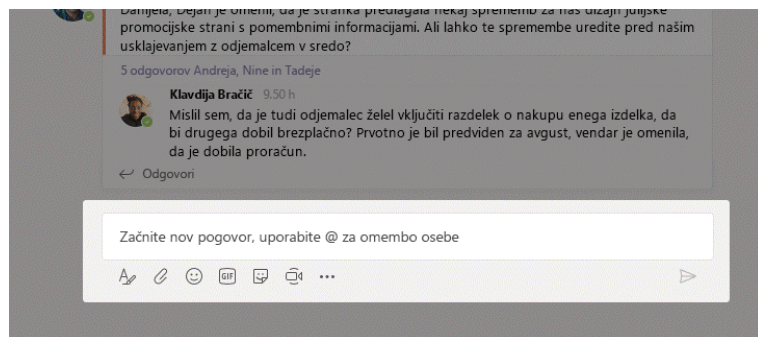 Danijela, Dejan je omenil, da je stranka predlagala nekaj sprememb za naš dizajn julijske
promocijske strani s pomembnimi informacijami. Ali lahko te spremembe uredite pred našim
usklajevanjem z odjemalcem v sredo?
5 odgovorov Andreja, Nine in Tadeje
Klavdija Bračič 9.50 h
Mislil sem, da je tudi odjemalec želel vključiti razdelek o nakupu enega izdelka, da
bi drugega dobil brezplačno? Prvotno je bil predviden za avgust, vendar je omenila,
da je dobila proračun.
Odgovori
Začnite nov pogovor, uporabite @ za omembo osebe
GIF